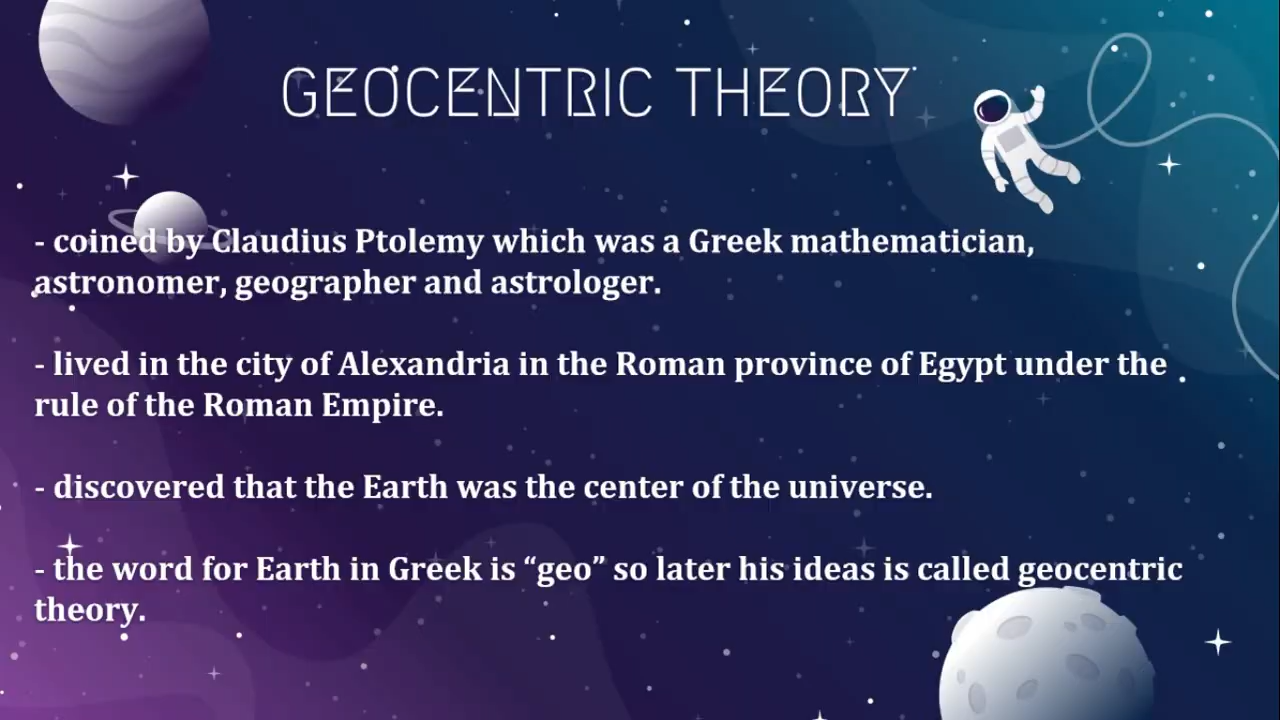 GEOCENTRIC THEORY
- coined by Claudius Ptolemy which was a Greek mathematician,
astronomer, geographer and astrologer.
- lived in the city of Alexandria in the Roman province of Egypt under the
rule of the Roman Empire.
- discovered that the Earth was the center of the universe.
- the word for Earth in Greek is “geo” so later his ideas is called geocentric
theory.